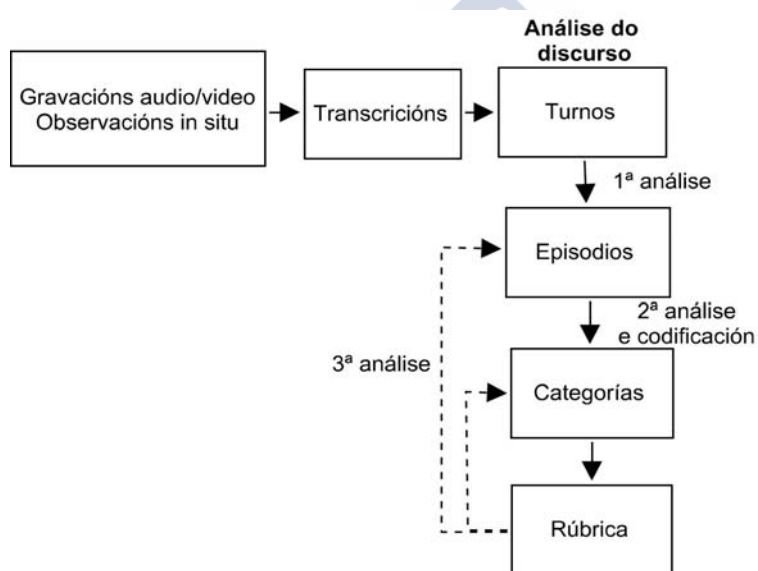 Análise do
discurso
Gravacións audio/video
Observacións in situ
Transcricións
Turnos
1ª análise
Episodios
2ª análise
e codificación
3ª análise
Categorías
Rúbrica